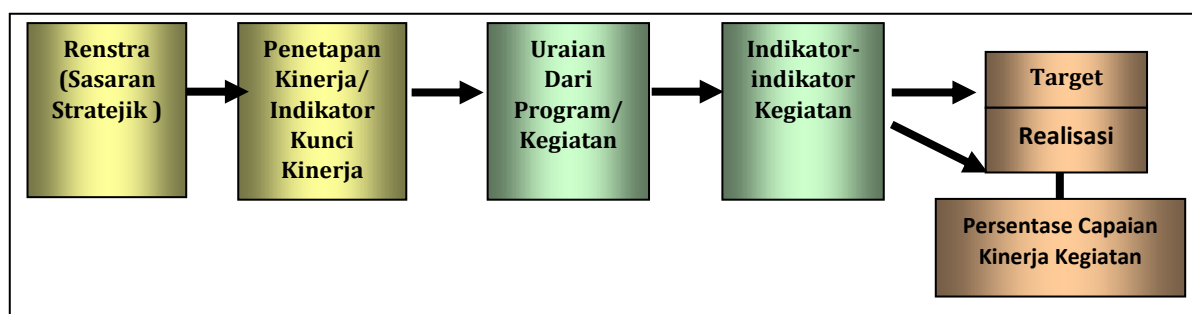 Renstra
(Sasaran
Stratejik )
Penetapan
Kinerja/
Indikator
Kunci
Kinerja
Uraian
Dari
Program/
Kegiatan
Indikator-
indikator
Kegiatan
Target
Realisasi
Persentase Capaian
Kinerja Kegiatan